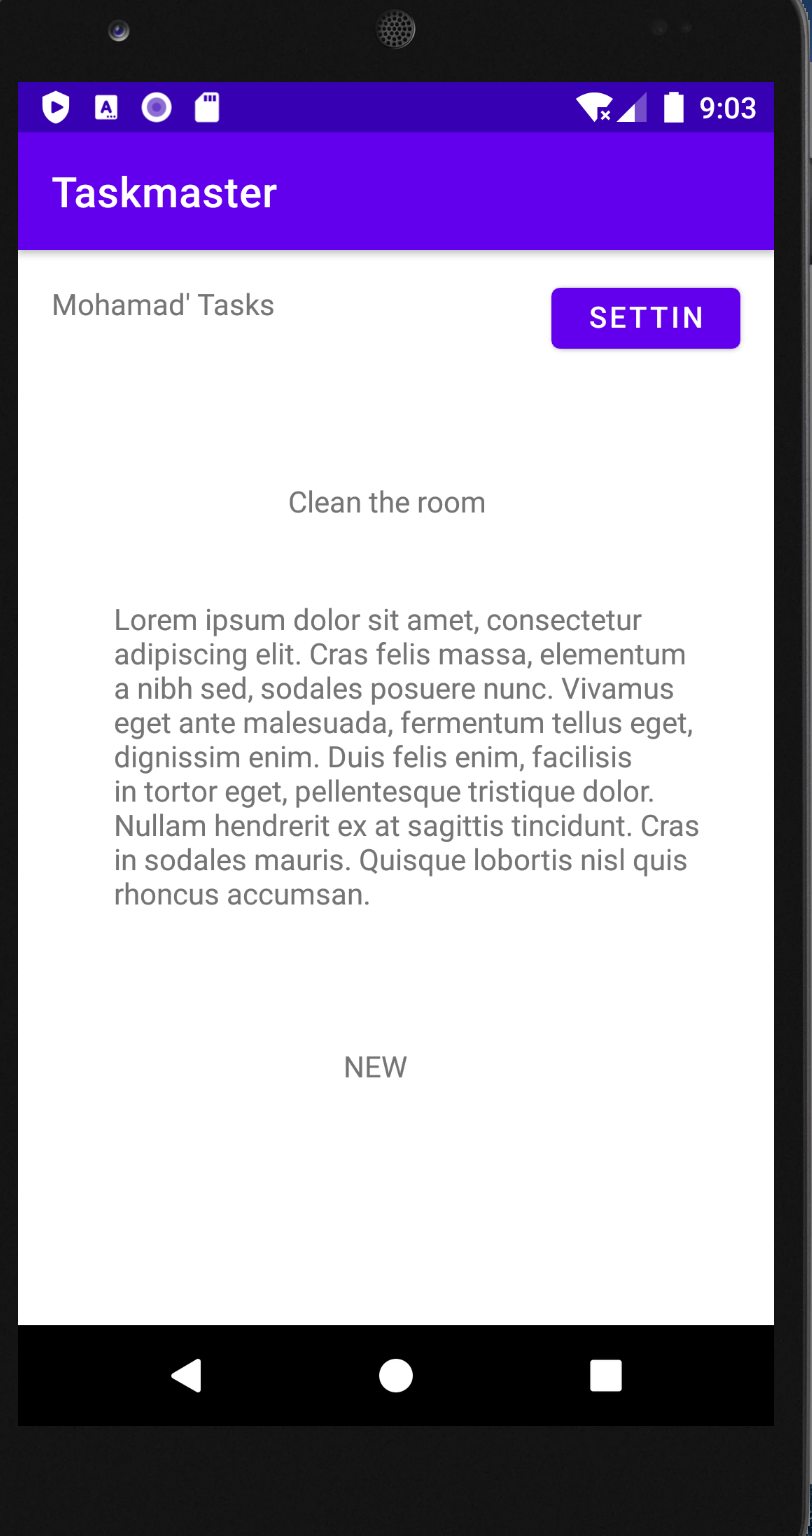 9:03
Taskmaster
Mohamad' Tasks
SETTIN
Clean the room
Lorem ipsum dolor sit amet, consectetur
adipiscing elit. Cras felis massa, elementum
a nibh sed, sodales posuere nunc. Vivamus
eget ante malesuada, fermentum tellus eget,
dignissim enim. Duis felis enim, facilisis
in tortor eget, pellentesque tristique dolor.
Nullam hendrerit ex at sagittis tincidunt. Cras
in sodales mauris. Quisque lobortis nisl quis
rhoncus accumsan.
NEW